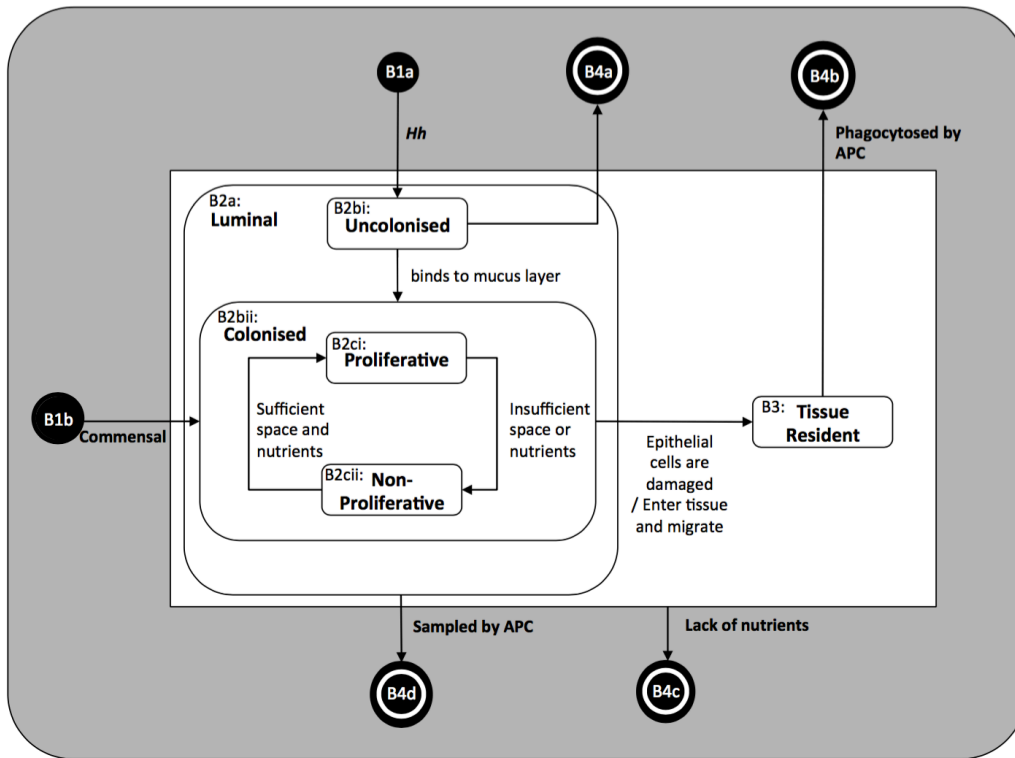 B1a
B4a
B4b
Hh
Phagocytosed by
APC
B2a:
Luminal
B2bi:
Uncolonised
binds to mucus layer
B2bii:
Colonised
B2ci:
Proliferative
B1b
Commensal
Sufficient
space and
nutrients
Insufficient
space or
nutrients
B2cii: Non-
Proliferative
B3: Tissue
Resident
Epithelial
cells are
damaged
/ Enter tissue
and migrate
Sampled by APC
Lack of nutrients
B4d
B4c